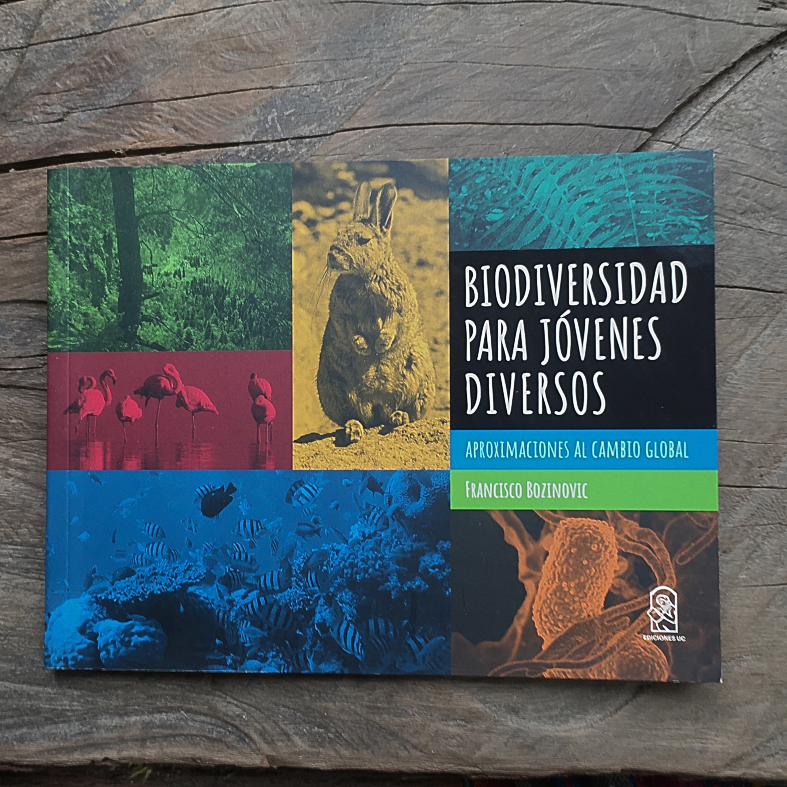 BIODIVERSIDAD
PARA JÓVENES
DIVERSOS
APROXIMACIONES AL CAMBIO GLOBAL
FRANCISCO BOZINOVIC
EDICIONES UC